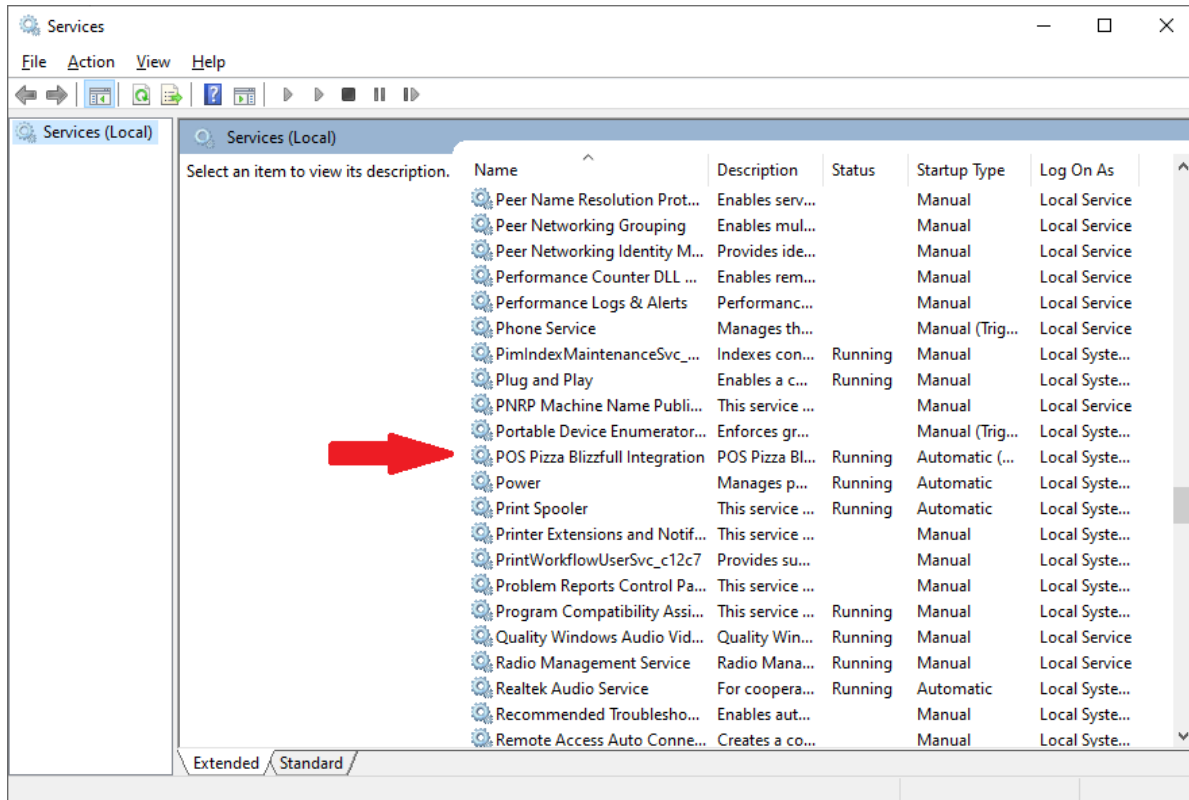 Services
File Action View Help
Services (Local)
Services (Local)
Select an item to view its description.
Name Description Status Startup Type Log On As
Peer Name Resolution Prot... Enables serv... Manual Local Service
Peer Networking Grouping Enables mul... Manual Local Service
Peer Networking Identity M... Provides ide... Manual Local Service
Performance Counter DLL ... Enables rem... Manual Local Service
Performance Logs & Alerts Performanc... Manual Local Service
Phone Service Manages th... Manual (Trig... Local Service
PimIndexMaintenanceSvc_... Indexes con... Running Manual Local Syste...
Plug and Play Enables a c... Running Manual Local Syste...
PNRP Machine Name Publi... This service ... Manual Local Service
Portable Device Enumerator... Enforces gr... Manual (Trig... Local Syste...
POS Pizza Blizzfull Integration POS Pizza Bl... Running Automatic (... Local Syste...
Power Manages p... Running Automatic Local Syste...
Print Spooler This service ... Running Automatic Local Syste...
Printer Extensions and Notif... This service ... Manual Local Syste...
PrintWorkflowUserSvc_c12c7 Provides su... Manual Local Syste...
Problem Reports Control Pa... This service ... Manual Local Syste...
Program Compatibility Assi... This service ... Running Manual Local Syste...
Quality Windows Audio Vid... Quality Win... Running Manual Local Service
Radio Management Service Radio Mana... Running Manual Local Service
Realtek Audio Service For coopera... Running Automatic Local Syste...
Recommended Troublesho... Enables aut... Manual Local Syste...
Remote Access Auto Conne... Creates a co... Manual Local Syste...
Extended Standard